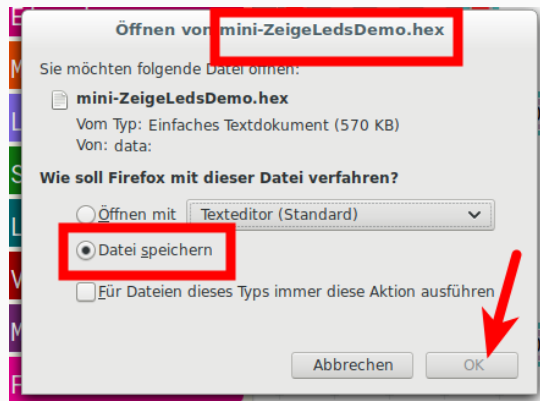 Öffnen von mini-ZeigeLedsDemo.hex
Sie möchten folgende Datei öffnen:
mini-ZeigeLedsDemo.hex
Vom Typ: Einfaches Textdokument (570 KB)
Von: data:
Wie soll Firefox mit dieser Datei verfahren?
Öffnen mit Texteditor (Standard)
Datei speichern
Für Dateien dieses Typs immer diese Aktion ausführen
Abbrechen OK